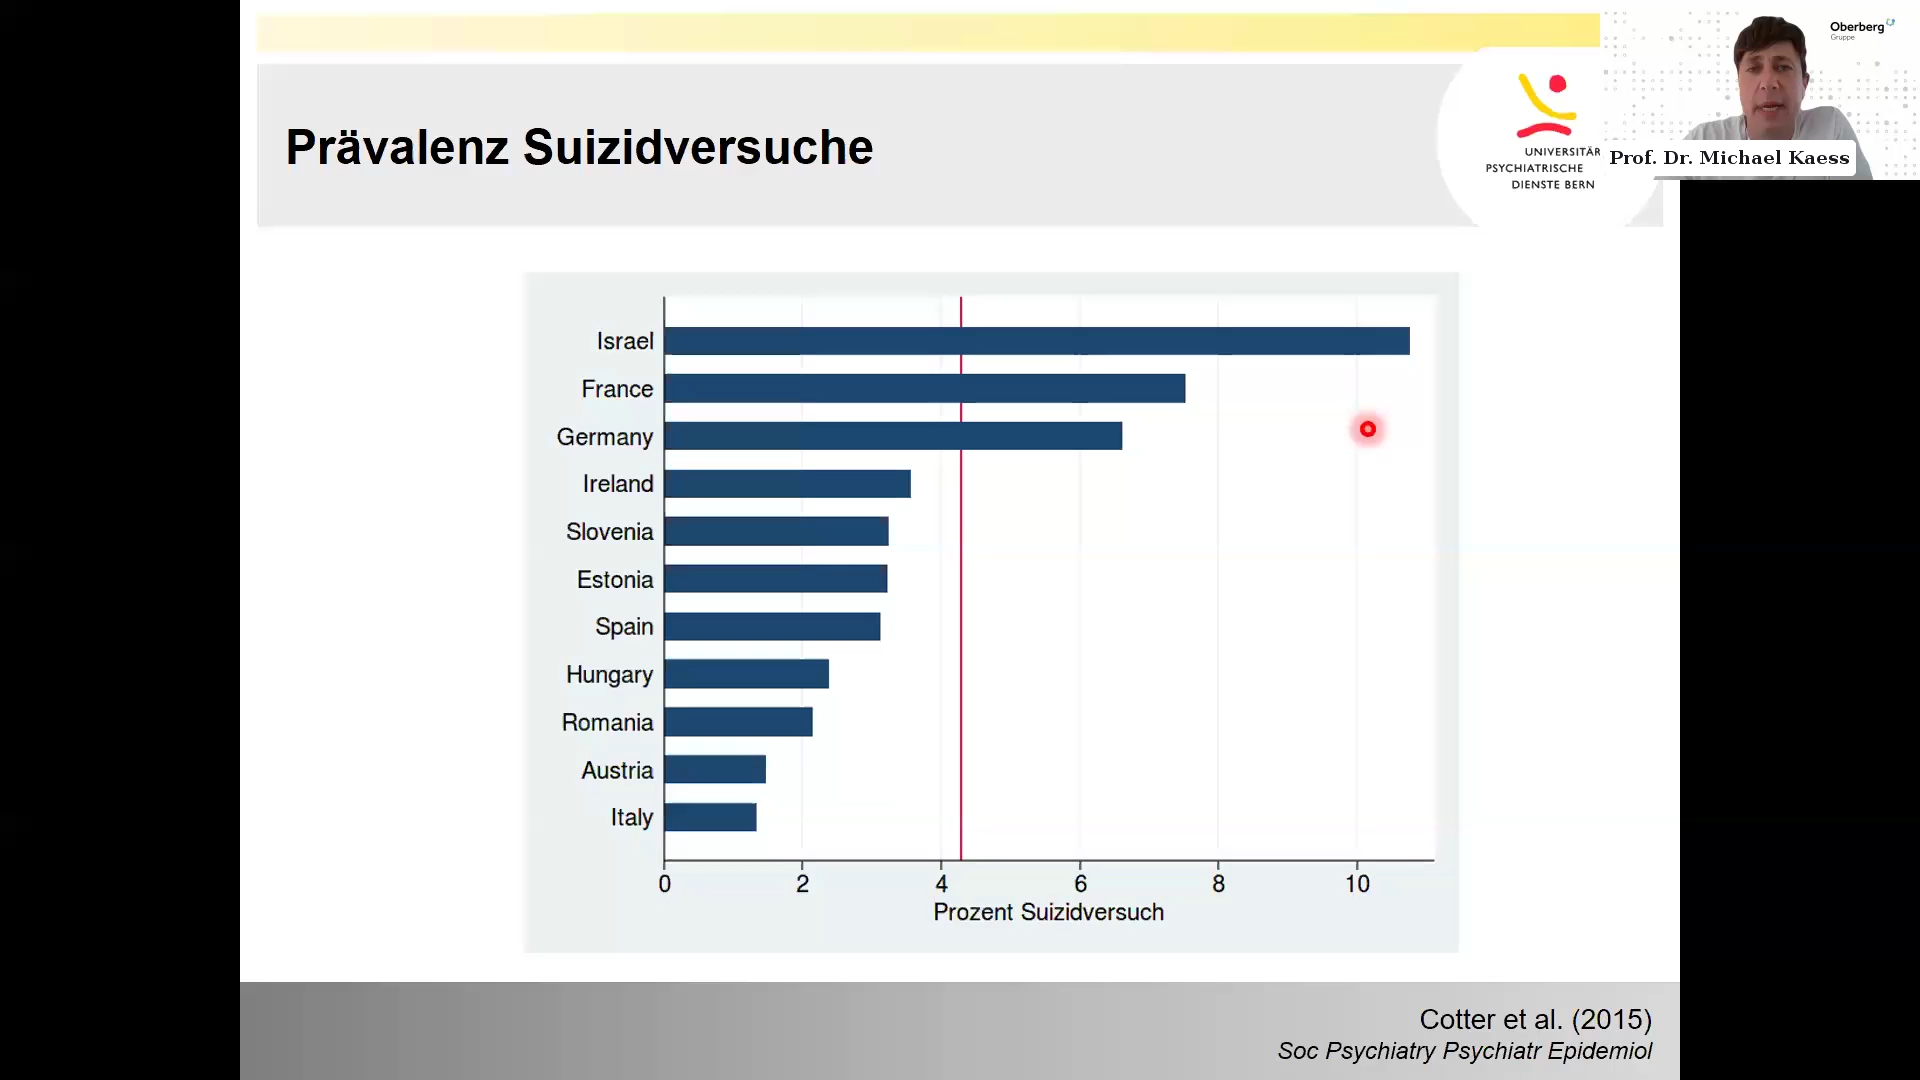 Oberberg
Gruppe
Prävalenz Suizidversuche
UNIVERSITÄR
PSYCHIATRISCHE
DIENSTE BERN
Prof. Dr. Michael Kaess
Israel
France
Germany
Ireland
Slovenia
Estonia
Spain
Hungary
Romania
Austria
Italy
0 2 4 6 8 10
Prozent Suizidversuch
Cotter et al. (2015)
Soc Psychiatry Psychiatr Epidemiol